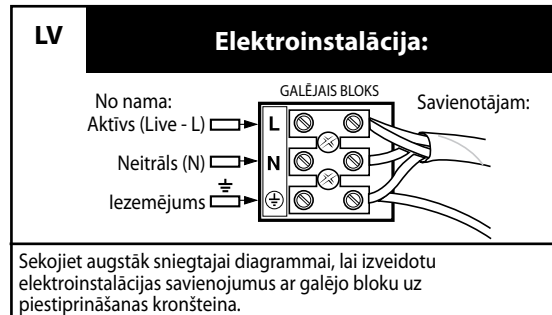 LV
Elektroinstalācija:
GALĒJAIS BLOKS
No nama:
Savienotājam:
Aktīvs (Live - L)
L
Neitrāls (N)
N
Iezemējums
Sekojiet augstāk sniegtajai diagrammai, lai izveidotu
elektroinstalācijas savienojumus ar galējo bloku uz
piestiprināšanas kronšteina.